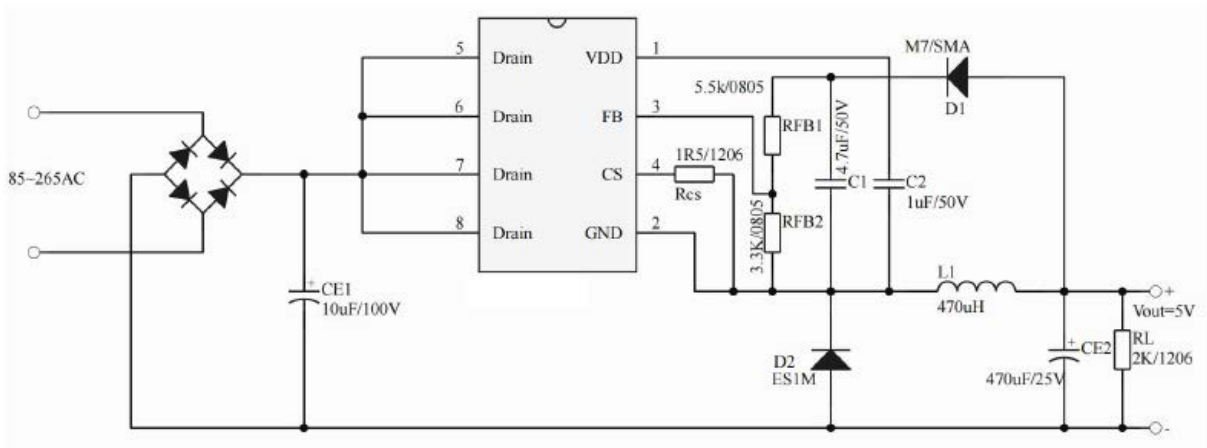 85~265AC
CE1
10uF/100V
5
Drain
6
Drain
7
Drain
8
Drain
VDD
1
FB
3
CS
4
GND
2
1R5/1206
Rcs
5.5k/0805
RFB1
3.3K/0805
RFB2
4.7uF/50V
C1
C2
1uF/50V
M7/SMA
D1
L1
470uH
D2
ES1M
+
CE1
+
CE2
470uF/25V
RL
2K/1206
+
Vout=5V
-